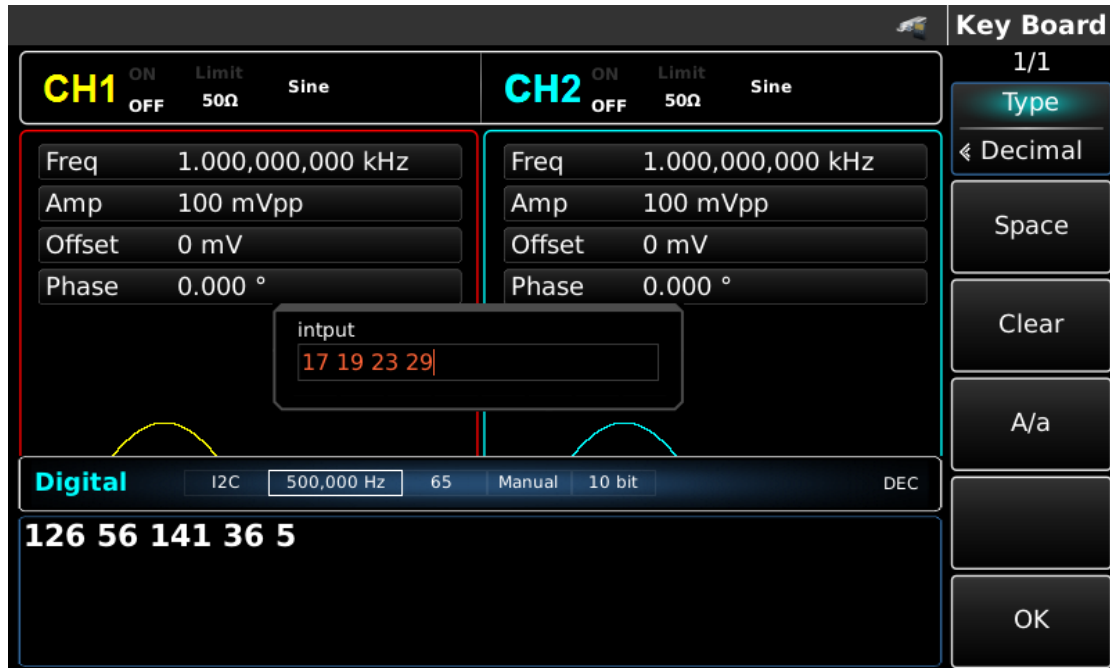 Key Board
1/1
CH1 ON OFF Limit 50Ω Sine
CH2 ON OFF Limit 50Ω Sine
Type
« Decimal
Freq 1.000,000,000 kHz
Freq 1.000,000,000 kHz
Amp 100 mVpp
Amp 100 mVpp
Space
Offset 0 mV
Offset 0 mV
Phase 0.000 °
Phase 0.000 °
intput
17 19 23 29
Clear
A/a
Digital I2C 500,000 Hz 65 Manual 10 bit DEC
126 56 141 36 5
OK